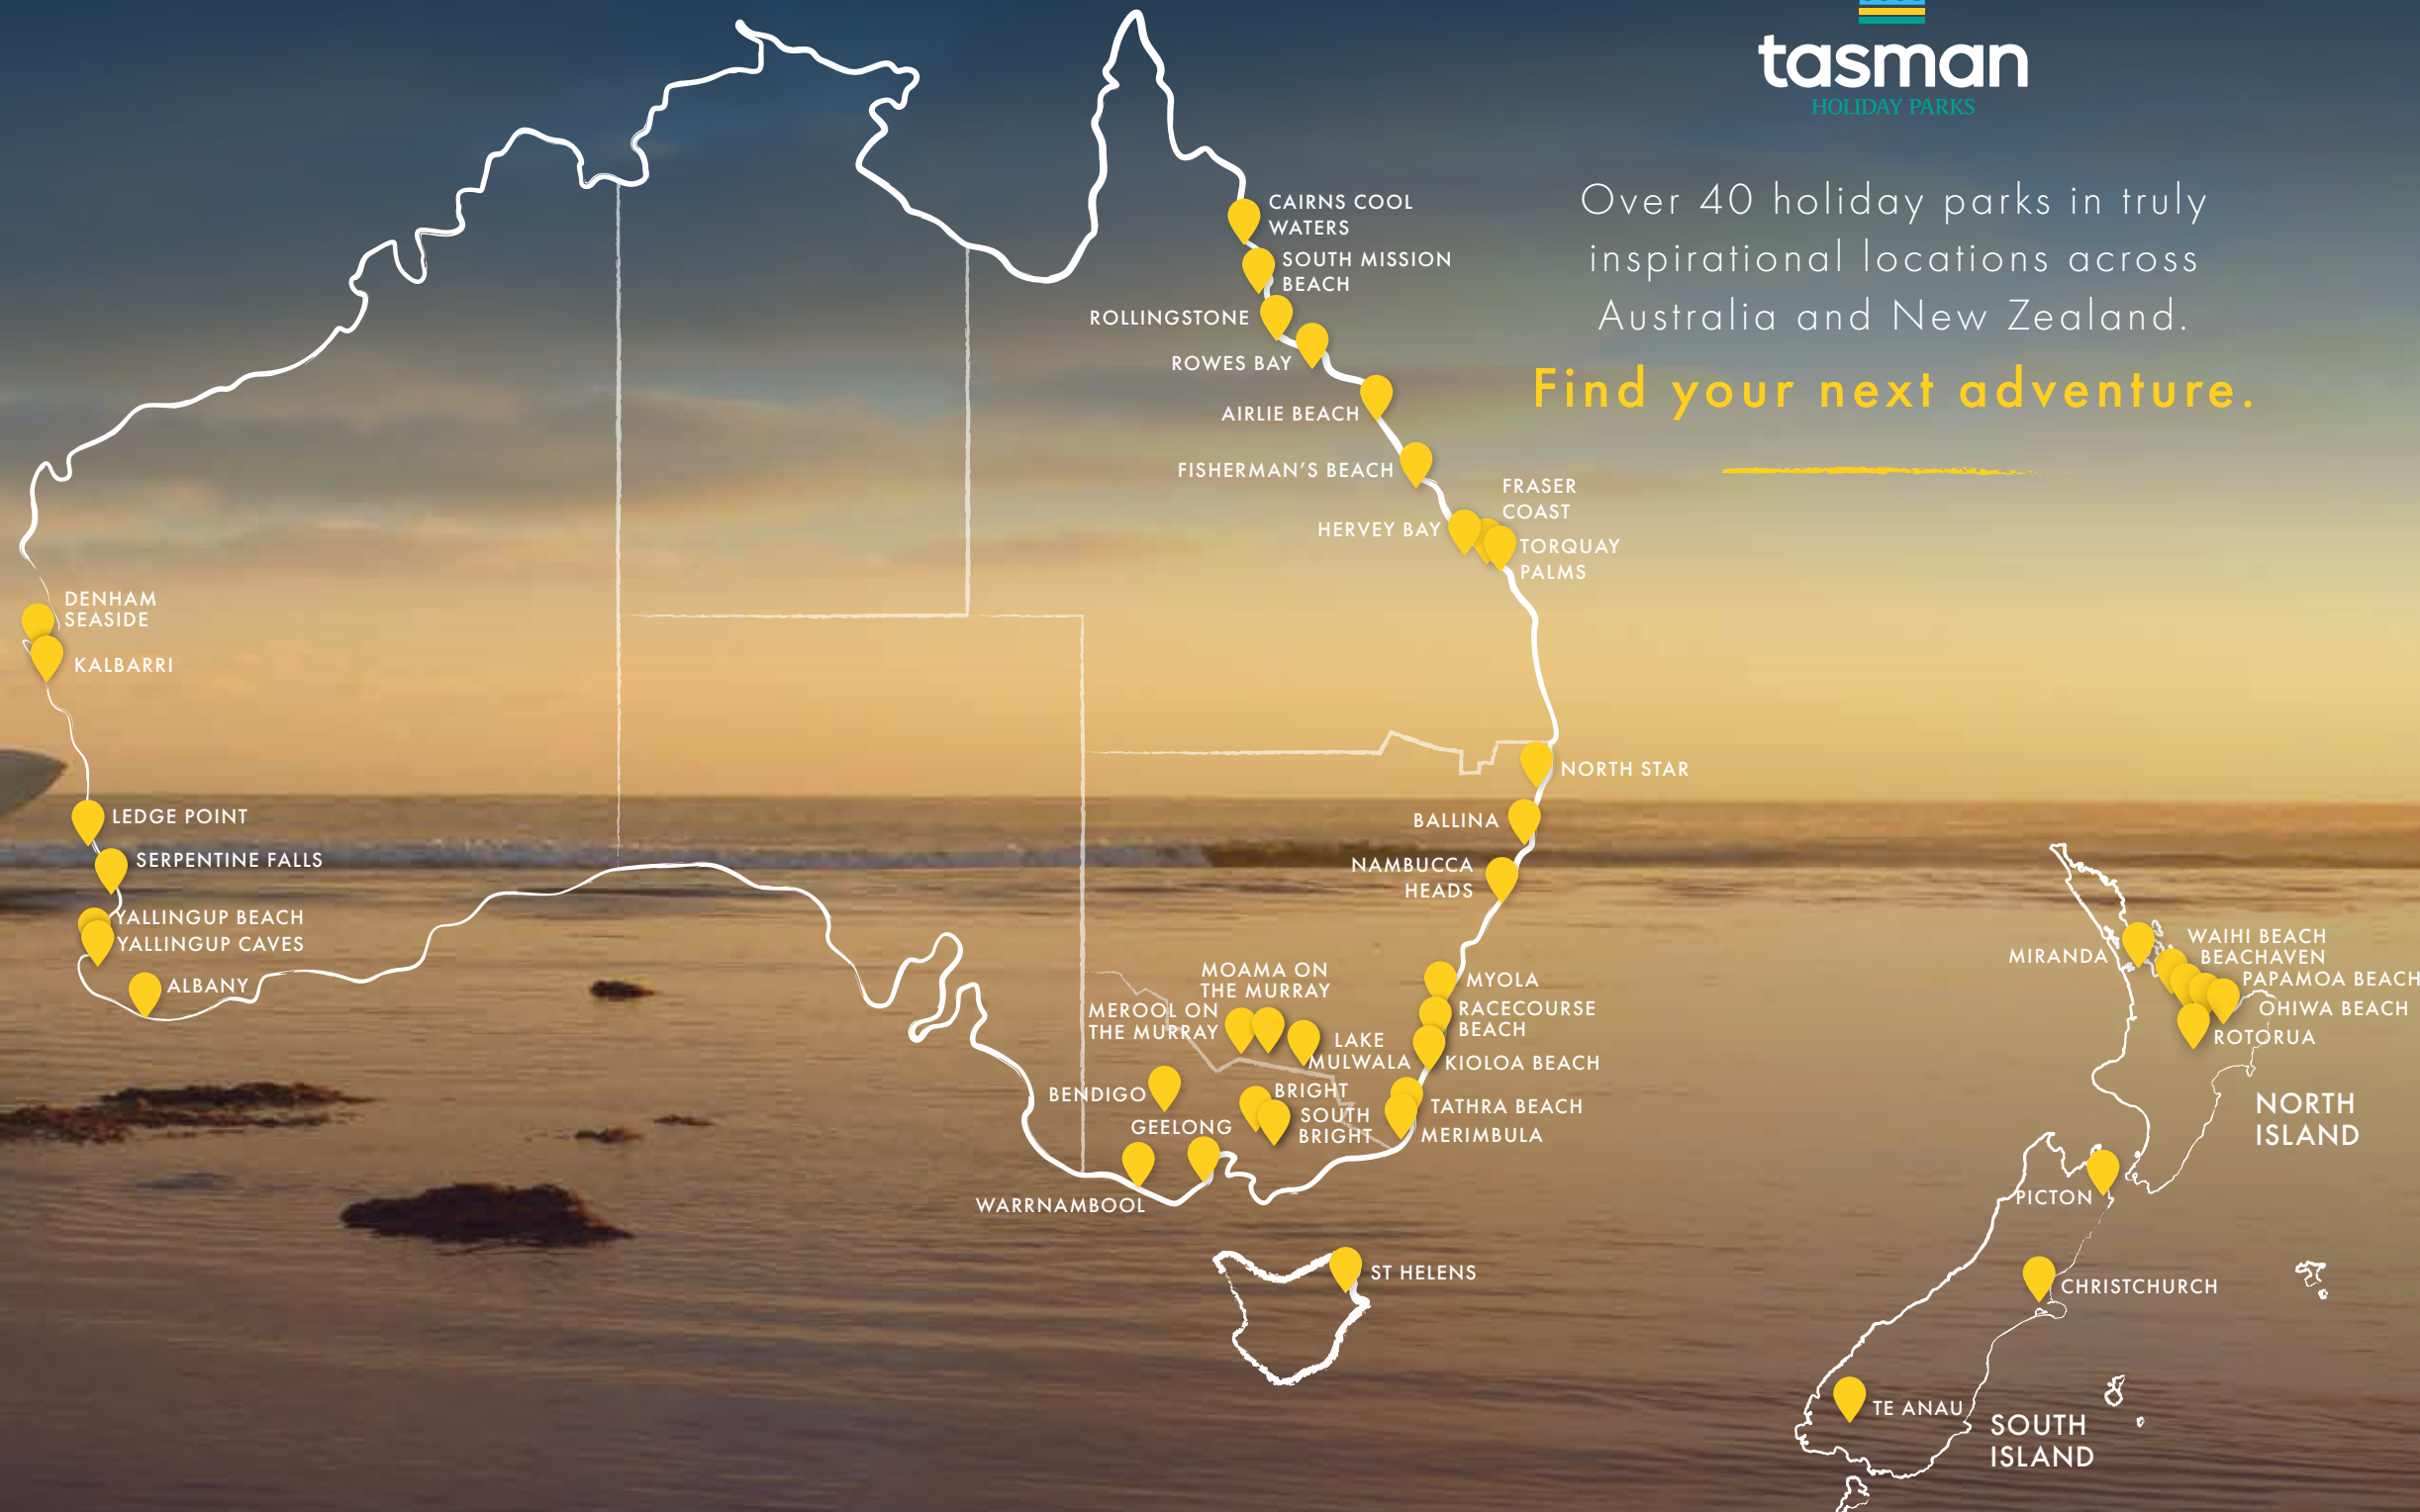 tasman
HOLIDAY PARKS
Over 40 holiday parks in truly
inspirational locations across
Australia and New Zealand.
Find your next adventure.
CAIRNS COOL
WATERS
SOUTH MISSION
BEACH
ROLLINGSTONE
ROWES BAY
AIRLIE BEACH
FISHERMAN'S BEACH
FRASER
COAST
HERVEY BAY
TORQUAY
PALMS
DENHAM
SEASIDE
KALBARRI
LEDGE POINT
SERPENTINE FALLS
YALLINGUP BEACH
YALLINGUP CAVES
ALBANY
NORTH STAR
BALLINA
NAMBUCCA
HEADS
MYOLA
RACECOURSE
BEACH
KIOLOA BEACH
TATHRA BEACH
MERIMBULA
MOAMA ON
THE MURRAY
MEROOL ON
THE MURRAY
LAKE
MULWALA
BENDIGO
BRIGHT
SOUTH
BRIGHT
GEELONG
WARRNAMBOOL
ST HELENS
MIRANDA
WAIHI BEACH
BEACHAVEN
PAPAMOA BEACH
OHIWA BEACH
ROTORUA
NORTH
ISLAND
PICTON
CHRISTCHURCH
TE ANAU
SOUTH
ISLAND